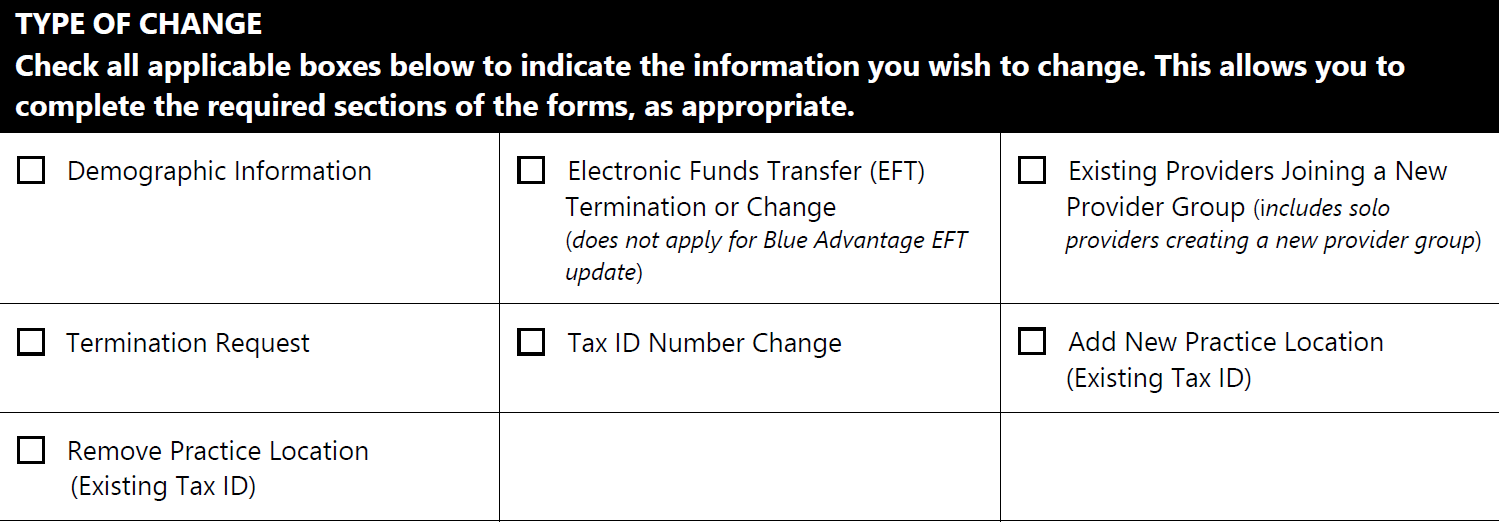 TYPE OF CHANGE
Check all applicable boxes below to indicate the information you wish to change. This allows you to
complete the required sections of the forms, as appropriate.
Demographic Information
Electronic Funds Transfer (EFT)
Termination or Change
(does not apply for Blue Advantage EFT
update)
Existing Providers Joining a New
Provider Group (includes solo
providers creating a new provider group)
Termination Request
Tax ID Number Change
Add New Practice Location
(Existing Tax ID)
Remove Practice Location
(Existing Tax ID)